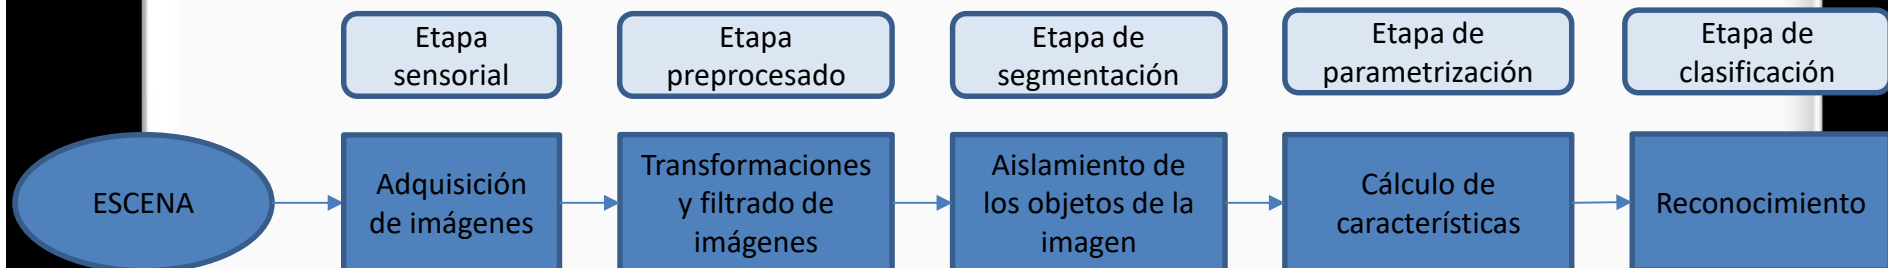 Etapa
sensorial
Etapa
preprocesado
Etapa de
segmentación
Etapa de
parametrización
Etapa de
clasificación
ESCENA
Adquisición
de imágenes
Transformaciones
y filtrado de
imágenes
Aislamiento de
los objetos de la
imagen
Cálculo de
características
Reconocimiento